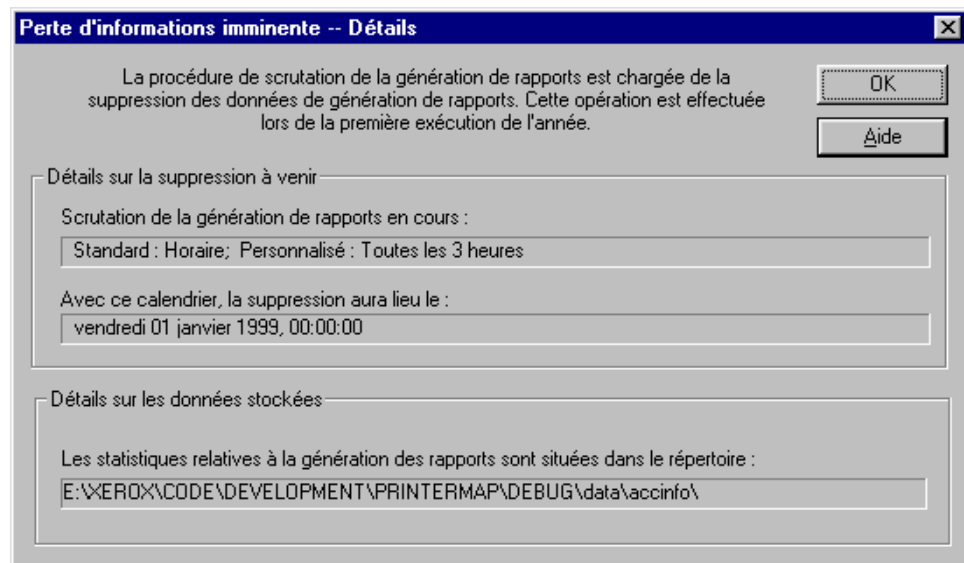 Perte d'informations imminente -- Détails
La procédure de scrutation de la génération de rapports est chargée de la
suppression des données de génération de rapports. Cette opération est effectuée
lors de la première exécution de l'année.
OK
Aide
Détails sur la suppression à venir
Scrutation de la génération de rapports en cours :
Standard : Horaire;  Personnalisé : Toutes les 3 heures
Avec ce calendrier, la suppression aura lieu le :
vendredi 01 janvier 1999, 00:00:00
Détails sur les données stockées
Les statistiques relatives à la génération des rapports sont situées dans le répertoire :
E:\XEROX\CODE\DEVELOPMENT\PRINTERMAP\DEBUG\data\accinfo\